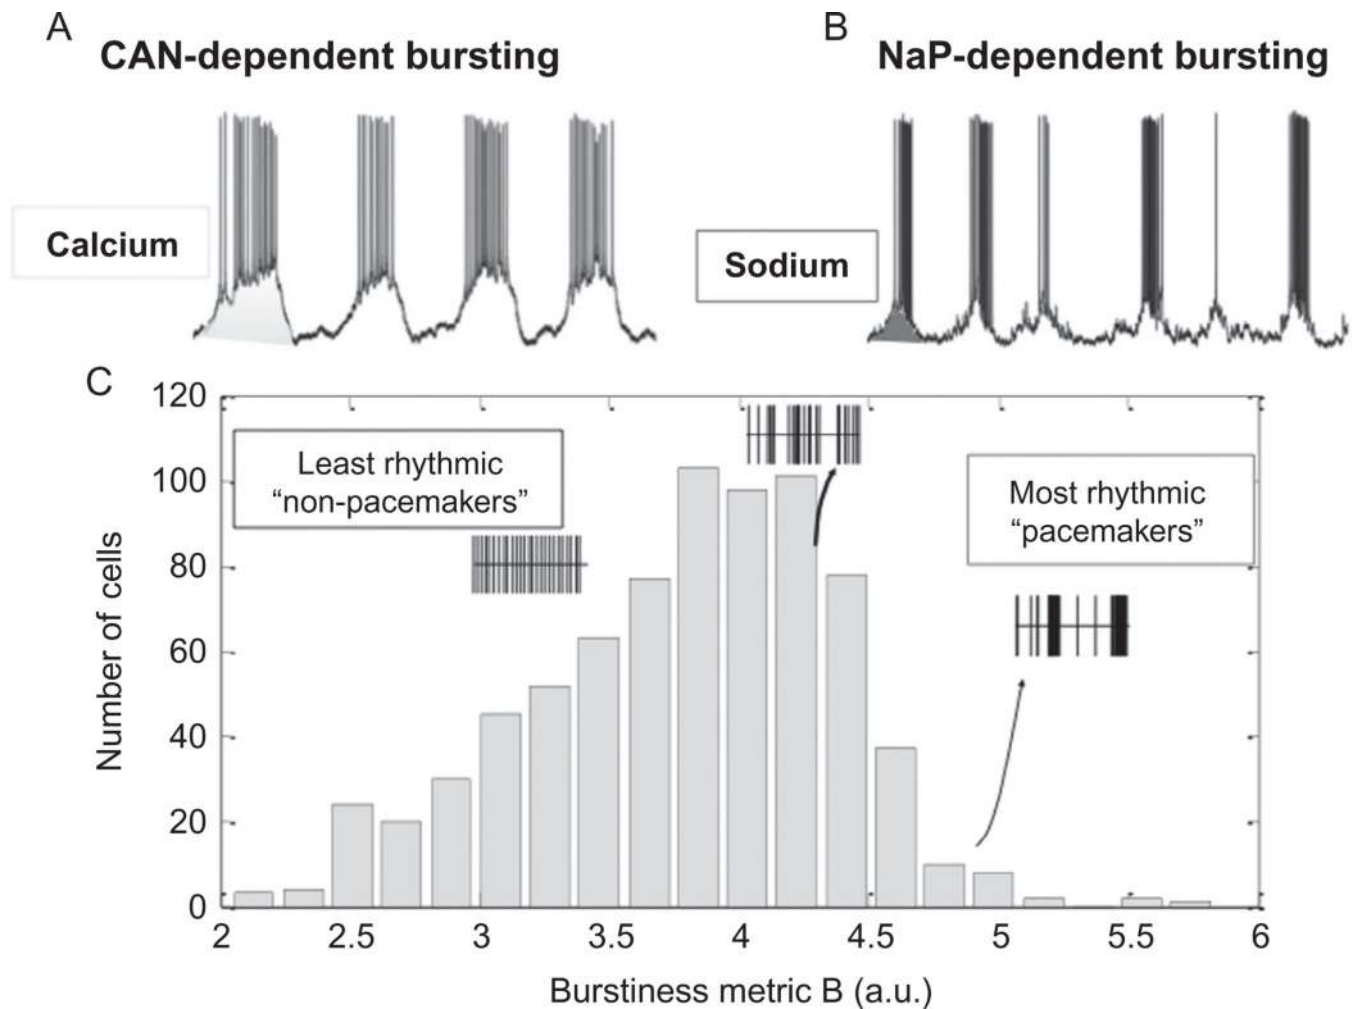 A
CAN-dependent bursting
Calcium
B
NaP-dependent bursting
Sodium
C
120
100
80
60
40
20
0
Number of cells
Least rhythmic
“non-pacemakers”
Most rhythmic
“pacemakers”
2 2.5 3 3.5 4 4.5 5 5.5 6
Burstiness metric B (a.u.)